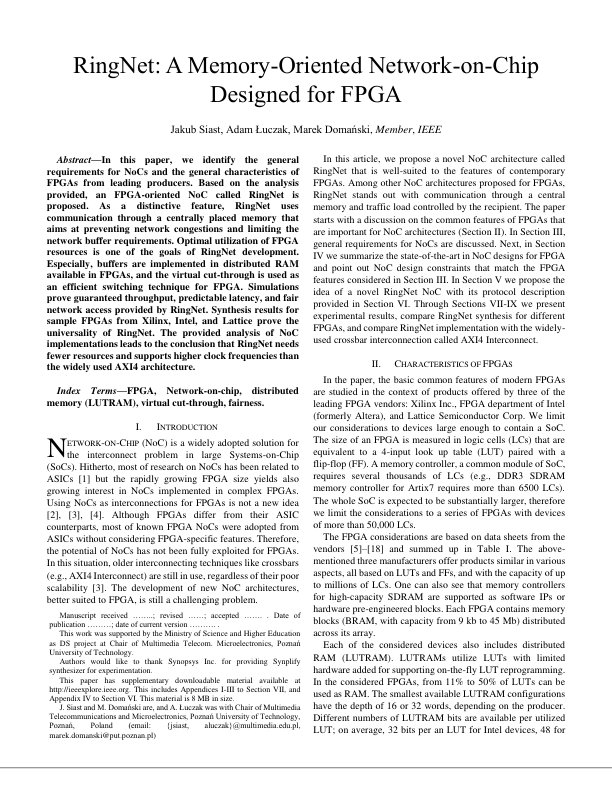 RingNet: A Memory-Oriented Network-on-Chip
Designed for FPGA
Jakub Siast, Adam Łuczak, Marek Domański, Member, IEEE
Abstract—In this paper, we identify the general
requirements for NoCs and the general characteristics of
FPGAs from leading producers. Based on the analysis
provided, an FPGA-oriented NoC called RingNet is
proposed. As a distinctive feature, RingNet uses
communication through a centrally placed memory that
aims at preventing network congestions and limiting the
network buffer requirements. Optimal utilization of FPGA
resources is one of the goals of RingNet development.
Especially, buffers are implemented in distributed RAM
available in FPGAs, and the virtual cut-through is used as
an efficient switching technique for FPGA. Simulations
prove guaranteed throughput, predictable latency, and fair
network access provided by RingNet. Synthesis results for
sample FPGAs from Xilinx, Intel, and Lattice prove the
universality of RingNet. The provided analysis of NoC
implementations leads to the conclusion that RingNet needs
fewer resources and supports higher clock frequencies than
the widely used AXI4 architecture.
Index Terms—FPGA, Network-on-chip, distributed
memory (LUTRAM), virtual cut-through, fairness.
I. INTRODUCTION
NETWORK-ON-CHIP (NoC) is a widely adopted solution for
the interconnect problem in large Systems-on-Chip
(SoCs). Hitherto, most of research on NoCs has been related to
ASICs [1] but the rapidly growing FPGA size yields also
growing interest in NoCs implemented in complex FPGAs.
Using NoCs as interconnections for FPGAs is not a new idea
[2], [3], [4]. Although FPGAs differ from their ASIC
counterparts, most of known FPGA NoCs were adopted from
ASICs without considering FPGA-specific features. Therefore,
the potential of NoCs has not been fully exploited for FPGAs.
In this situation, older interconnecting techniques like crossbars
(e.g., AXI4 Interconnect) are still in use, regardless of their poor
scalability [3]. The development of new NoC architectures,
better suited to FPGA, is still a challenging problem.
Manuscript received ……..; revised ……; accepted ……. . Date of
publication ………; date of current version ………. .
This work was supported by the Ministry of Science and Higher Education
as DS project at Chair of Multimedia Telecom. Microelectronics, Poznań
University of Technology.
Authors would like to thank Synopsys Inc. for providing Synplify
synthesizer for experimentation.
This paper has supplementary downloadable material available at
http://ieeexplore.ieee.org. This includes Appendices I-III to Section VII, and
Appendix IV to Section VI. This material is 8 MB in size.
J. Siast and M. Domański are, and A. Łuczak was with Chair of Multimedia
Telecommunications and Microelectronics, Poznań University of Technology,
Poznań, Poland (email: {jsiast, aluczak}@multimedia.edu.pl,
marek.domanski@put.poznan.pl)
In this article, we propose a novel NoC architecture called
RingNet that is well-suited to the features of contemporary
FPGAs. Among other NoC architectures proposed for FPGAs,
RingNet stands out with communication through a central
memory and traffic load controlled by the recipient. The paper
starts with a discussion on the common features of FPGAs that
are important for NoC architectures (Section II). In Section III,
general requirements for NoCs are discussed. Next, in Section
IV we summarize the state-of-the-art in NoC designs for FPGA
and point out NoC design constraints that match the FPGA
features considered in Section III. In Section V we propose the
idea of a novel RingNet NoC with its protocol description
provided in Section VI. Through Sections VII-IX we present
experimental results, compare RingNet synthesis for different
FPGAs, and compare RingNet implementation with the widely-
used crossbar interconnection called AXI4 Interconnect.
II. CHARACTERISTICS OF FPGAS
In the paper, the basic common features of modern FPGAs
are studied in the context of products offered by three of the
leading FPGA vendors: Xilinx Inc., FPGA department of Intel
(formerly Altera), and Lattice Semiconductor Corp. We limit
our considerations to devices large enough to contain a SoC.
The size of an FPGA is measured in logic cells (LCs) that are
equivalent to a 4-input look up table (LUT) paired with a
flip-flop (FF). A memory controller, a common module of SoC,
requires several thousands of LCs (e.g., DDR3 SDRAM
memory controller for Artix7 requires more than 6500 LCs).
The whole SoC is expected to be substantially larger, therefore
we limit the considerations to a series of FPGAs with devices
of more than 50,000 LCs.
The FPGA considerations are based on data sheets from the
vendors [5]–[18] and summed up in Table I. The above-
mentioned three manufacturers offer products similar in various
aspects, all based on LUTs and FFs, and with the capacity of up
to millions of LCs. One can also see that memory controllers
for high-capacity SDRAM are supported as software IPs or
hardware pre-engineered blocks. Each FPGA contains memory
blocks (BRAM, with capacity from 9 kb to 45 Mb) distributed
across its array.
Each of the considered devices also includes distributed
RAM (LUTRAM). LUTRAMs utilize LUTs with limited
hardware added for supporting on-the-fly LUT reprogramming.
In the considered FPGAs, from 11% to 50% of LUTs can be
used as RAM. The smallest available LUTRAM configurations
have the depth of 16 or 32 words, depending on the producer.
Different numbers of LUTRAM bits are available per utilized
LUT; on average, 32 bits per an LUT for Intel devices, 48 for